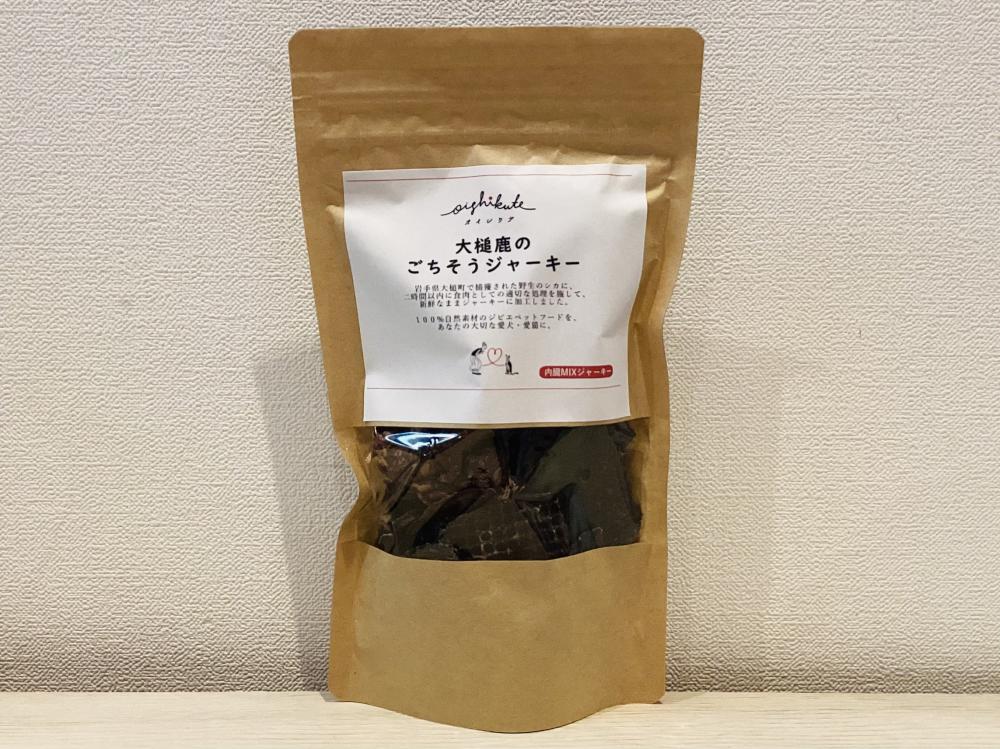 oishikute
オイシクテ
大槌鹿の
ごちそうジャーキー
岩手県大槌町で捕獲された野生のシカに、
二時間以内に食肉としての適切な処理を施して、
新鮮なままジャーキーに加工しました。
100%自然素材のジビエペットフードを、
あなたの大切な愛犬・愛猫に。
内臓MIXジャーキー